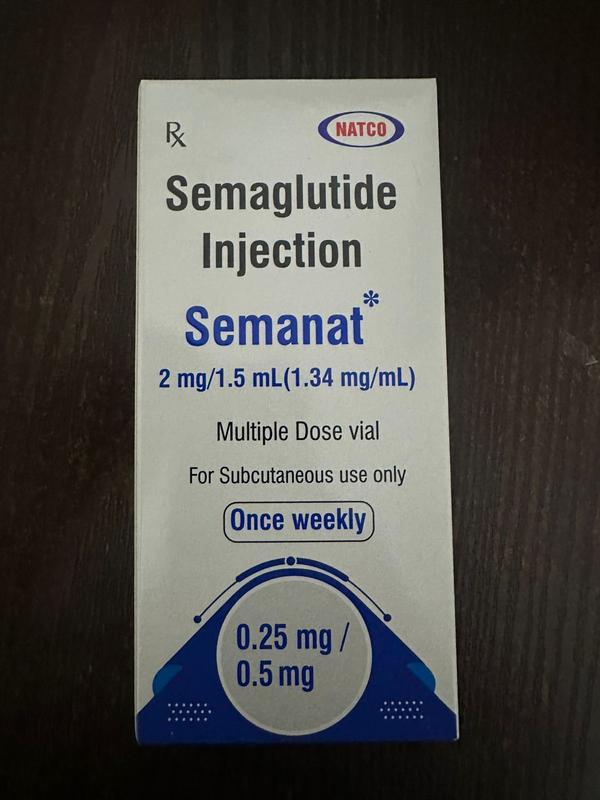 Rx
NATCO
Semaglutide
Injection
Semanat*
2 mg/1.5 mL(1.34 mg/mL)
Multiple Dose vial
For Subcutaneous use only
Once weekly
0.25 mg /
0.5 mg